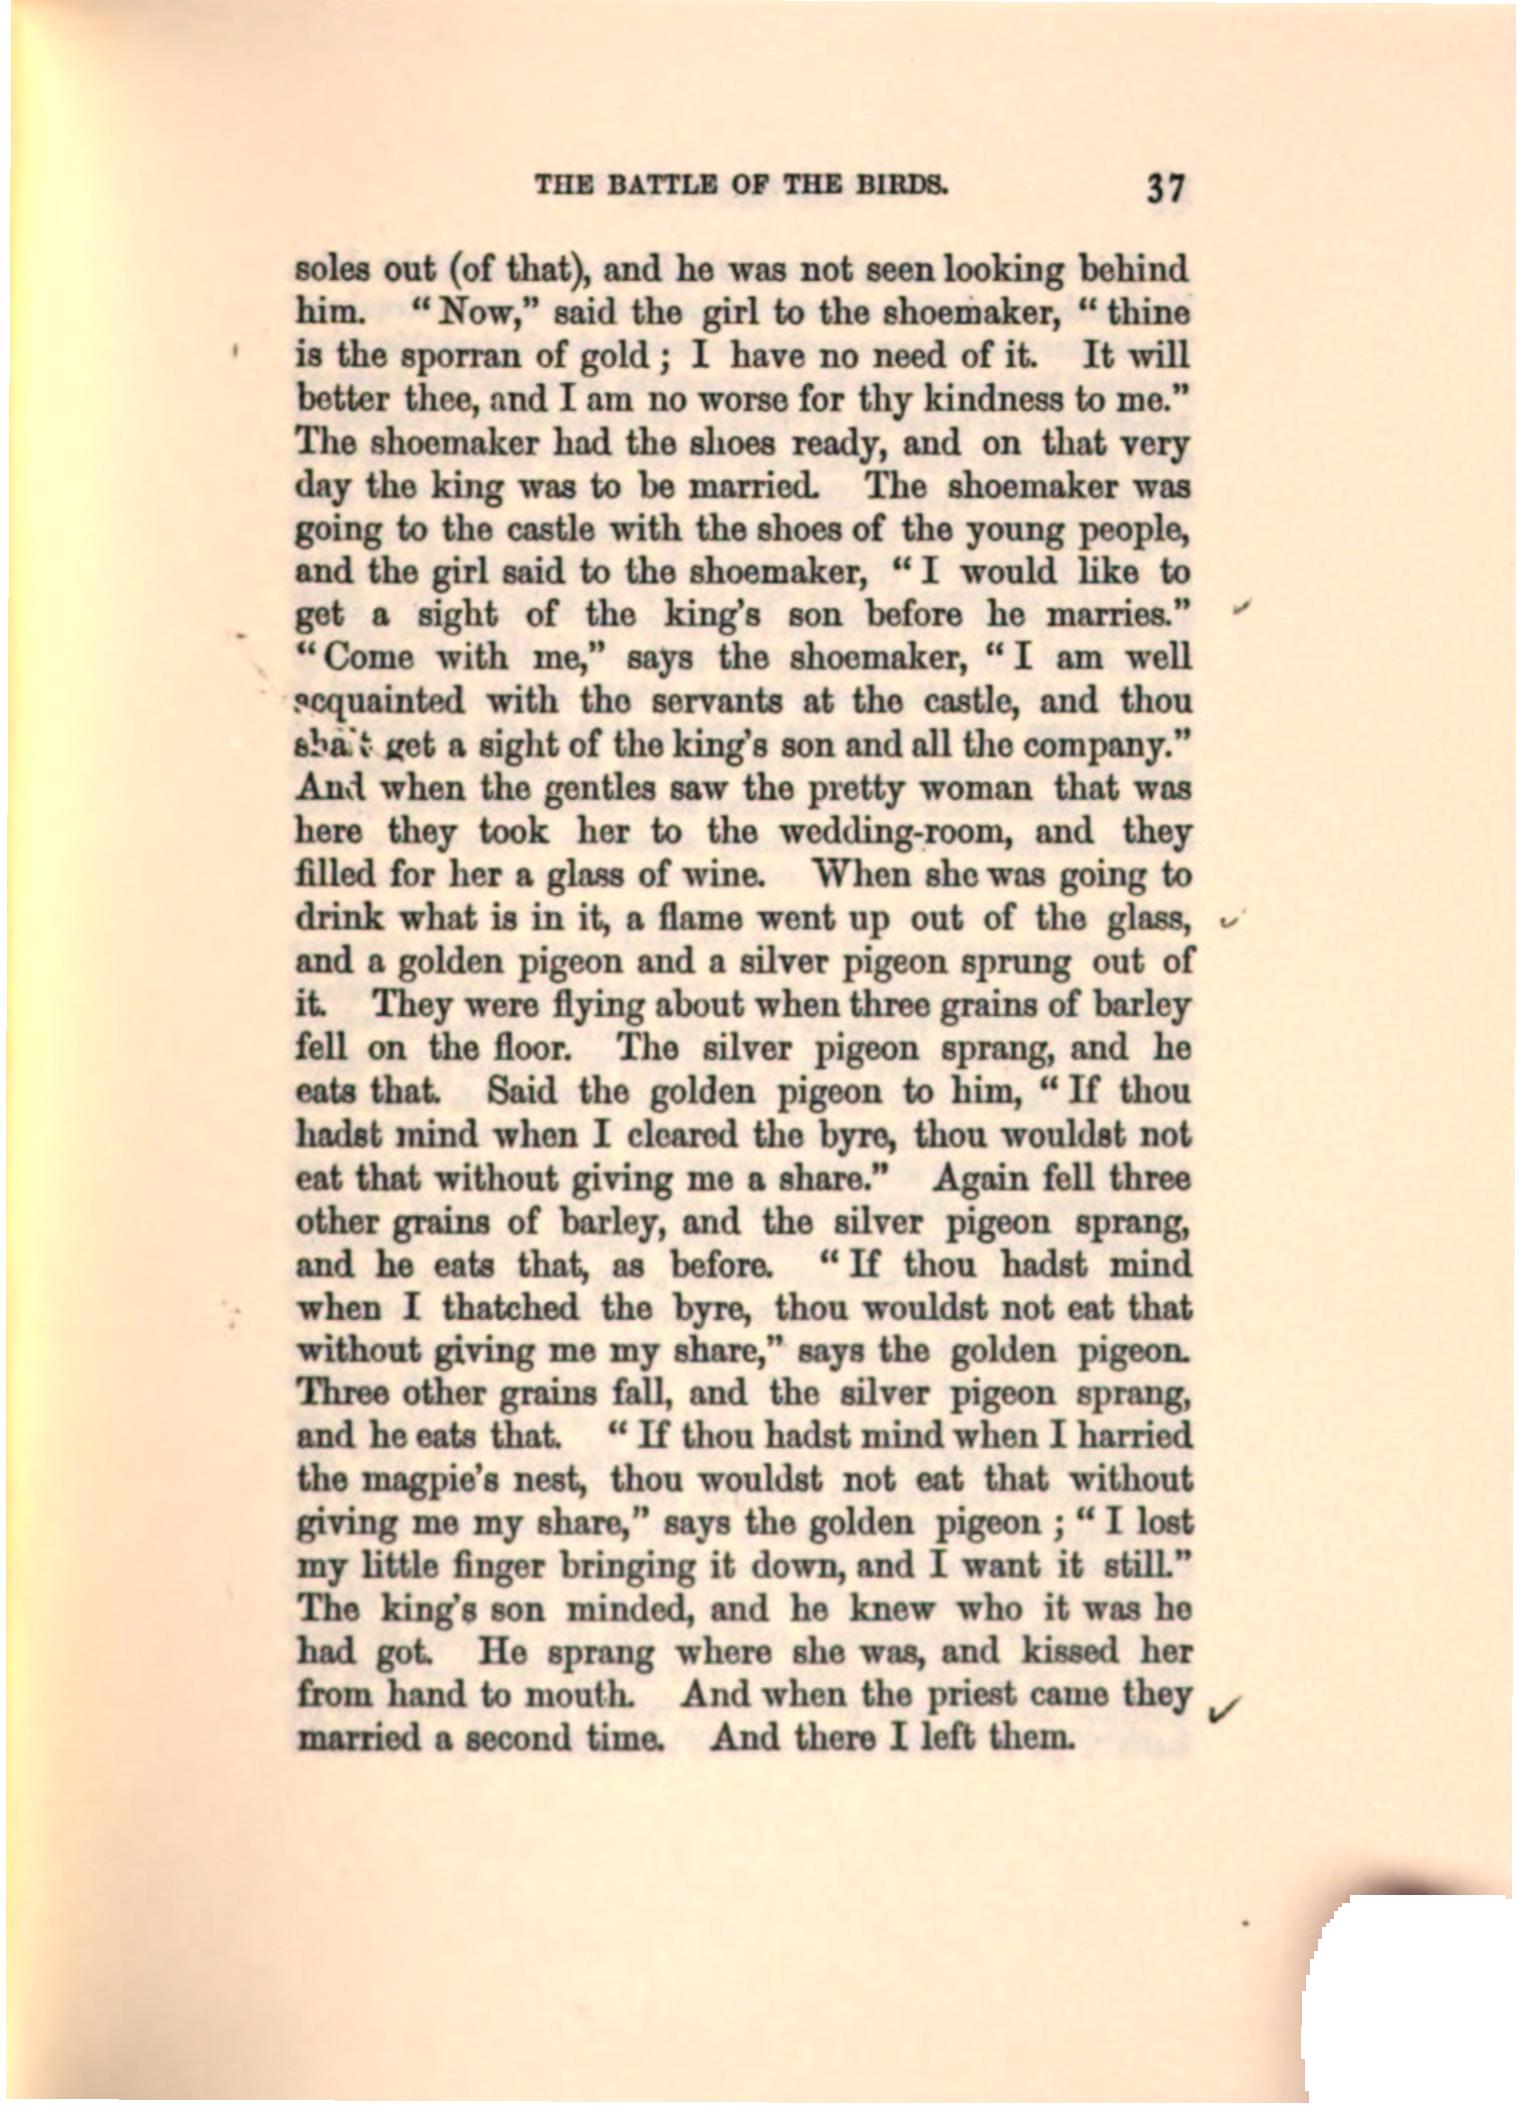 THE BATTLE OF THE BIRDS. 37
soles out (of that), and he was not seen looking behind
him. "Now," said the girl to the shoemaker, "thine
is the sporran of gold; I have no need of it. It will
better thee, and I am no worse for thy kindness to me."
The shoemaker had the shoes ready, and on that very
day the king was to be married. The shoemaker was
going to the castle with the shoes of the young people,
and the girl said to the shoemaker, "I would like to
get a sight of the king's son before he marries."
"Come with me," says the shoemaker, "I am well
acquainted with the servants at the castle, and thou
shalt get a sight of the king's son and all the company."
And when the gentles saw the pretty woman that was
here they took her to the wedding-room, and they
filled for her a glass of wine. When she was going to
drink what is in it, a flame went up out of the glass,
and a golden pigeon and a silver pigeon sprung out of
it. They were flying about when three grains of barley
fell on the floor. The silver pigeon sprang, and he
eats that. Said the golden pigeon to him, "If thou
hadst mind when I cleared the byre, thou wouldst not
eat that without giving me a share." Again fell three
other grains of barley, and the silver pigeon sprang,
and he eats that, as before. "If thou hadst mind
when I thatched the byre, thou wouldst not eat that
without giving me my share," says the golden pigeon.
Three other grains fall, and the silver pigeon sprang,
and he eats that. "If thou hadst mind when I harried
the magpie's nest, thou wouldst not eat that without
giving me my share," says the golden pigeon; "I lost
my little finger bringing it down, and I want it still."
The king's son minded, and he knew who it was he
had got. He sprang where she was, and kissed her
from hand to mouth. And when the priest came they
married a second time. And there I left them.